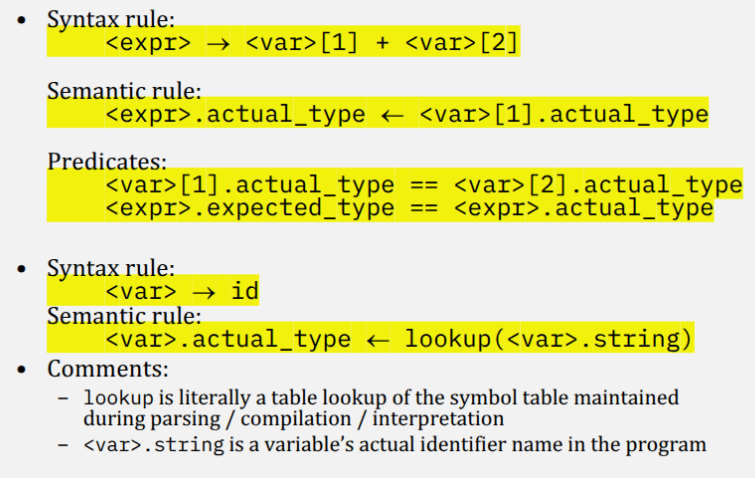 • Syntax rule:
<expr> → <var>[1] + <var>[2]
Semantic rule:
<expr>.actual_type ← <var>[1].actual_type
Predicates:
<var>[1].actual_type == <var>[2].actual_type
<expr>.expected_type == <expr>.actual_type
• Syntax rule:
<var> → id
Semantic rule:
<var>.actual_type ← lookup(<var>.string)
• Comments:
– lookup is literally a table lookup of the symbol table maintained
during parsing / compilation / interpretation
– <var>.string is a variable's actual identifier name in the program